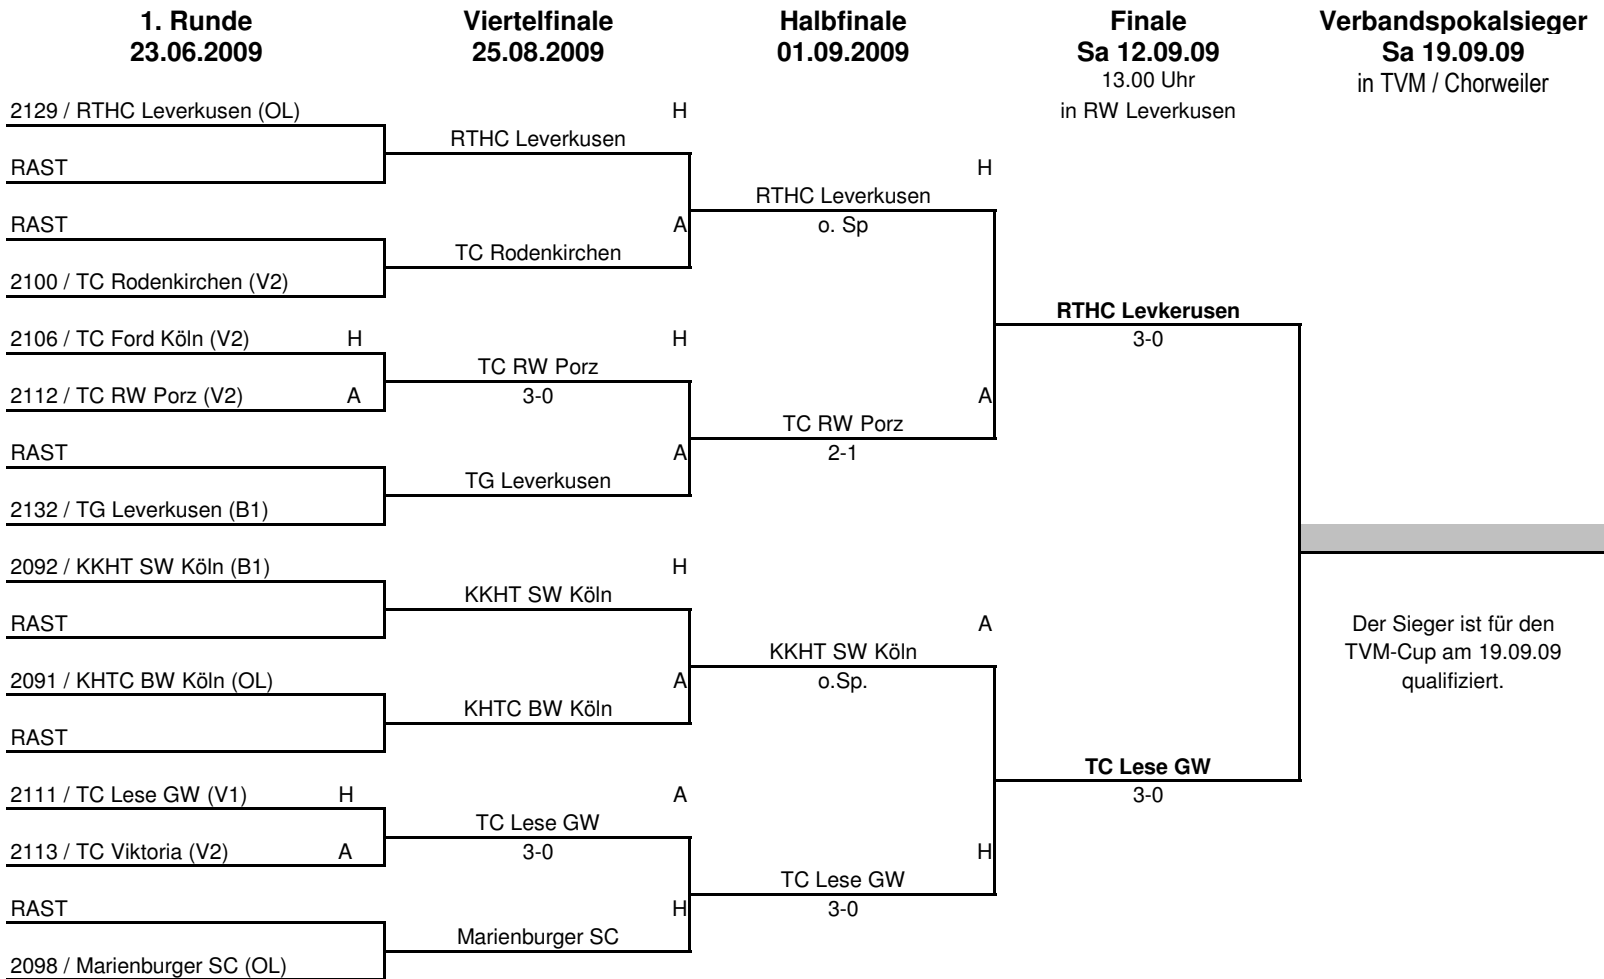 1. Runde
23.06.2009
Viertelfinale
25.08.2009
Halbfinale
01.09.2009
Finale
Sa 12.09.09
13.00 Uhr
in RW Leverkusen
Verbandspokalsieger
Sa 19.09.09
in TVM / Chorweiler
2129 / RTHC Leverkusen (OL)
RAST
RAST
2100 / TC Rodenkirchen (V2)
2106 / TC Ford Köln (V2) H
2112 / TC RW Porz (V2) A
RAST
2132 / TG Leverkusen (B1)
2092 / KKHT SW Köln (B1)
RAST
2091 / KHTC BW Köln (OL)
RAST
2111 / TC Lese GW (V1) H
2113 / TC Viktoria (V2) A
RAST
2098 / Marienburger SC (OL)
H
RTHC Leverkusen
A
TC Rodenkirchen
H
TC RW Porz
3-0
A
TG Leverkusen
H
KKHT SW Köln
A
KHTC BW Köln
A
TC Lese GW
3-0
H
Marienburger SC
H
RTHC Leverkusen
o. Sp
A
TC RW Porz
2-1
A
KKHT SW Köln
o.Sp.
H
TC Lese GW
3-0
RTHC Levkerusen
3-0
TC Lese GW
3-0
Der Sieger ist für den
TVM-Cup am 19.09.09
qualifiziert.